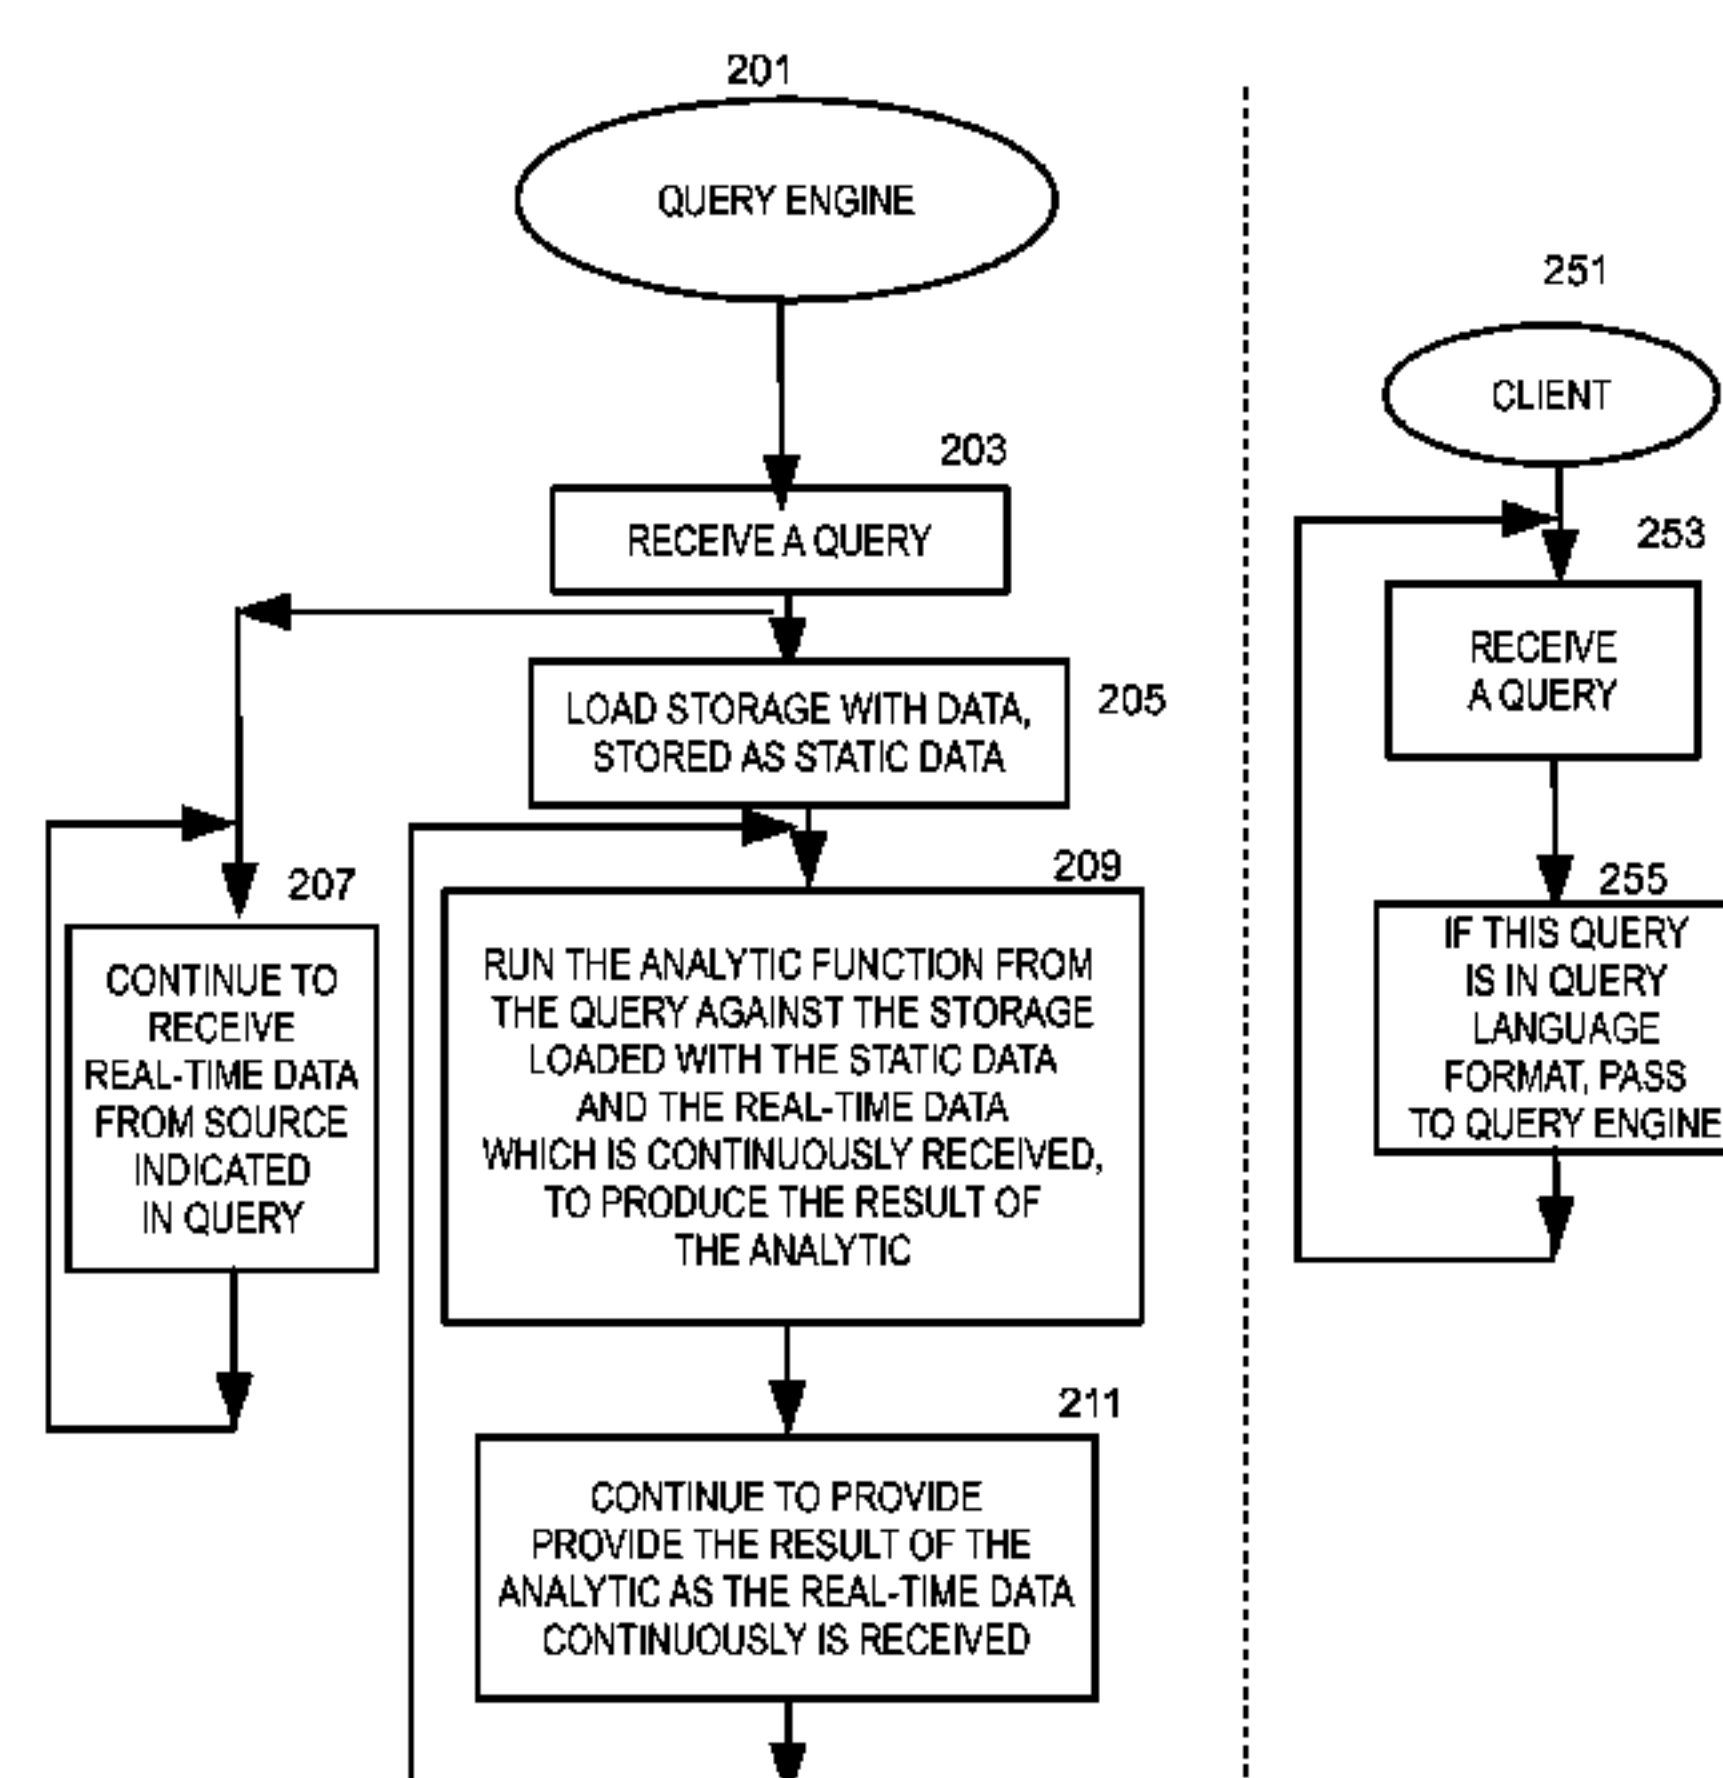 201
QUERY ENGINE
203
RECEIVE A QUERY
LOAD STORAGE WITH DATA,
STORED AS STATIC DATA
205
207
CONTINUE TO
RECEIVE
REAL-TIME DATA
FROM SOURCE
INDICATED
IN QUERY
209
RUN THE ANALYTIC FUNCTION FROM
THE QUERY AGAINST THE STORAGE
LOADED WITH THE STATIC DATA
AND THE REAL-TIME DATA
WHICH IS CONTINUOUSLY RECEIVED,
TO PRODUCE THE RESULT OF
THE ANALYTIC
211
CONTINUE TO PROVIDE
PROVIDE THE RESULT OF THE
ANALYTIC AS THE REAL-TIME DATA
CONTINUOUSLY IS RECEIVED
251
CLIENT
253
RECEIVE
A QUERY
255
IF THIS QUERY
IS IN QUERY
LANGUAGE
FORMAT, PASS
TO QUERY ENGINE